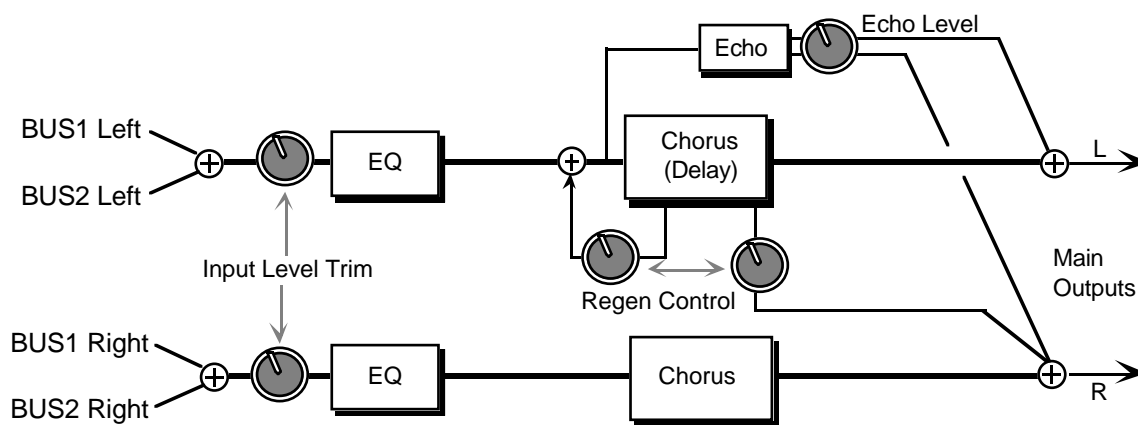 Echo Level
Echo
BUS1 Left
BUS2 Left
EQ
Chorus
(Delay)
L
Input Level Trim
Regen Control
Main
Outputs
BUS1 Right
BUS2 Right
EQ
Chorus
R